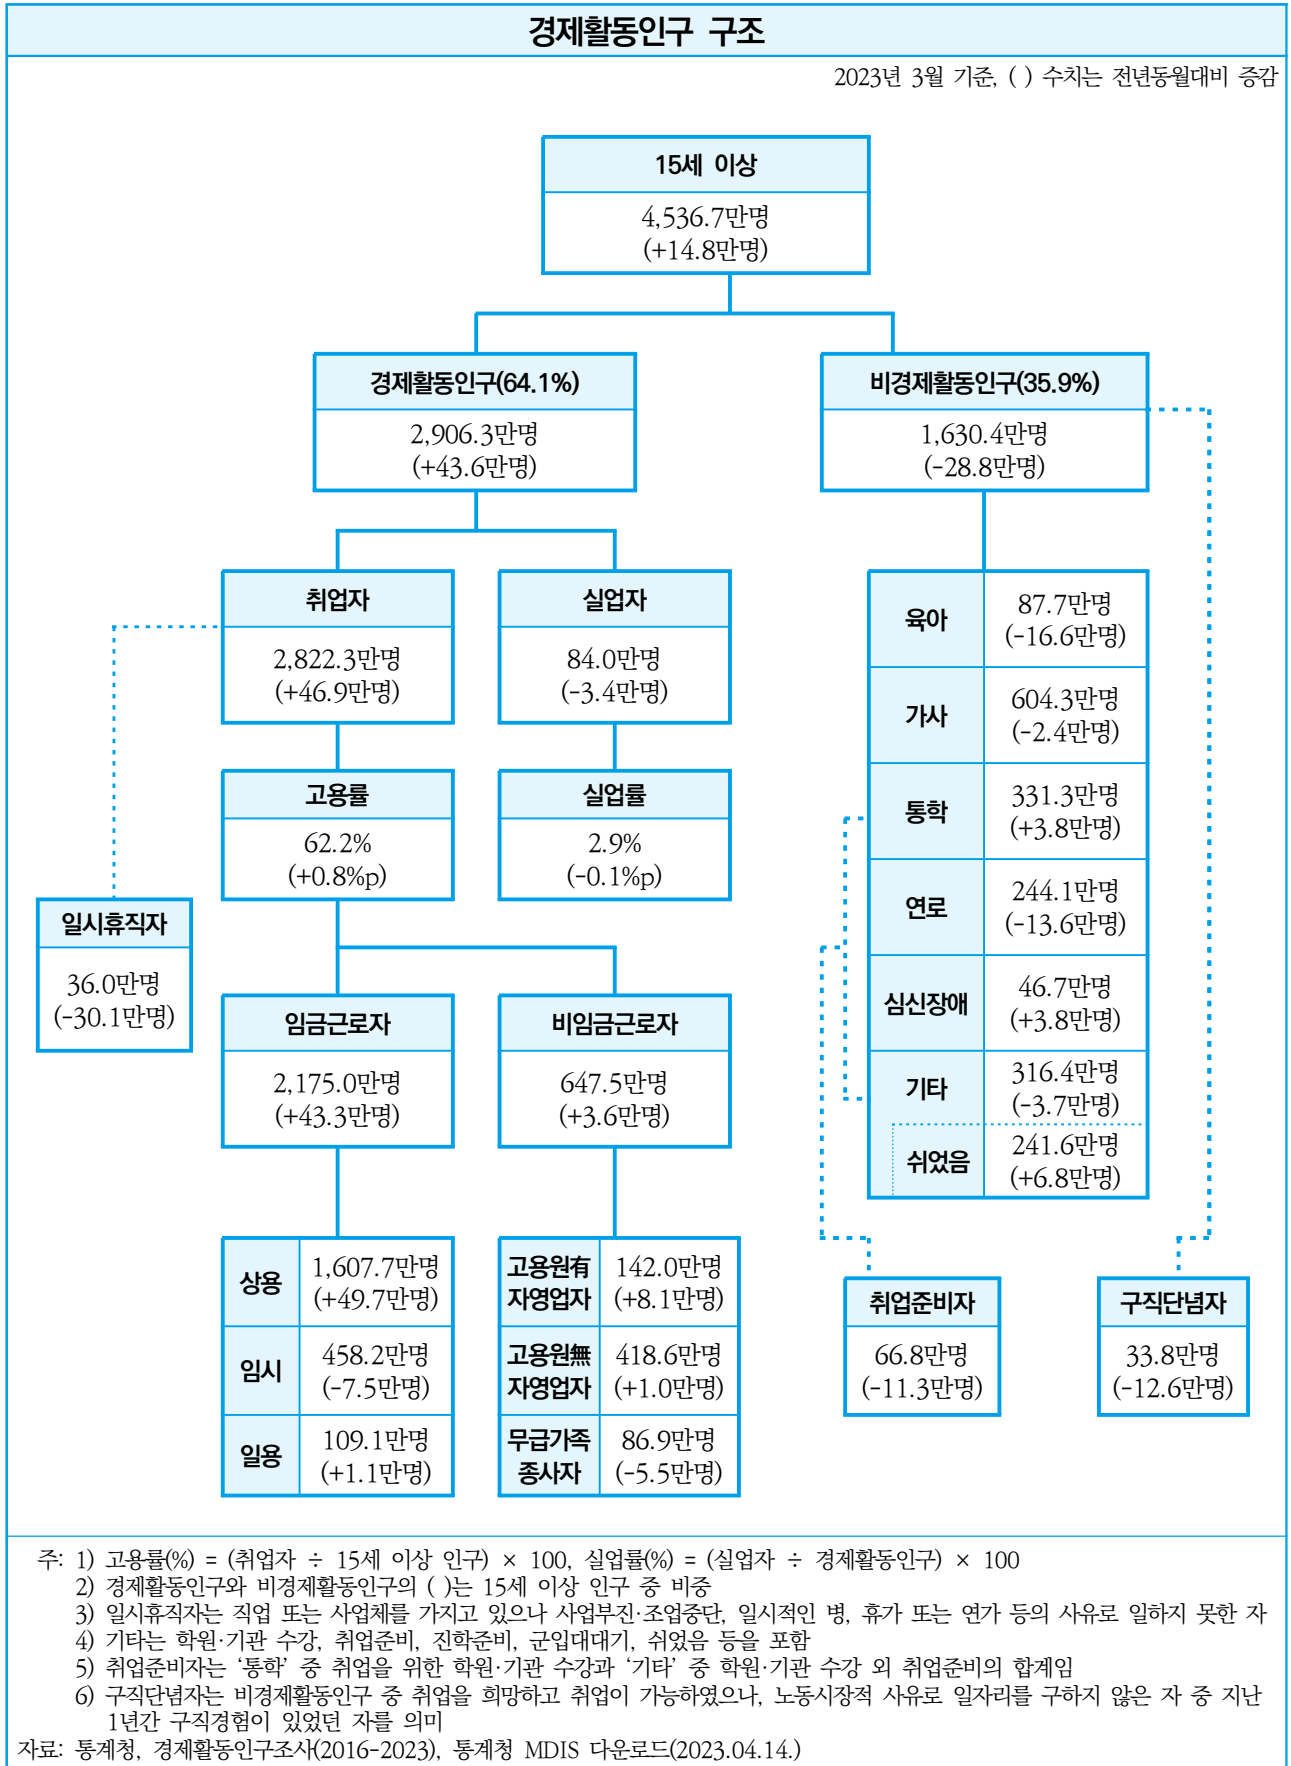 경제활동인구 구조
2023년 3월 기준, ( ) 수치는 전년동월대비 증감
15세 이상
4,536.7만명
(+14.8만명)
경제활동인구(64.1%)
2,906.3만명
(+43.6만명)
비경제활동인구(35.9%)
1,630.4만명
(-28.8만명)
취업자
2,822.3만명
(+46.9만명)
실업자
84.0만명
(-3.4만명)
고용률
62.2%
(+0.8%p)
실업률
2.9%
(-0.1%p)
일시휴직자
36.0만명
(-30.1만명)
임금근로자
2,175.0만명
(+43.3만명)
비임금근로자
647.5만명
(+3.6만명)
상용
1,607.7만명
(+49.7만명)
임시
458.2만명
(-7.5만명)
일용
109.1만명
(+1.1만명)
고용원有
자영업자
142.0만명
(+8.1만명)
고용원無
자영업자
418.6만명
(+1.0만명)
무급가족
종사자
86.9만명
(-5.5만명)
육아
87.7만명
(-16.6만명)
가사
604.3만명
(-2.4만명)
통학
331.3만명
(+3.8만명)
연로
244.1만명
(-13.6만명)
심신장애
46.7만명
(+3.8만명)
기타
316.4만명
(-3.7만명)
쉬었음
241.6만명
(+6.8만명)
취업준비자
66.8만명
(-11.3만명)
구직단념자
33.8만명
(-12.6만명)
주: 1) 고용률(%) = (취업자 ÷ 15세 이상 인구) × 100, 실업률(%) = (실업자 ÷ 경제활동인구) × 100
2) 경제활동인구와 비경제활동인구의 ( )는 15세 이상 인구 중 비중
3) 일시휴직자는 직업 또는 사업체를 가지고 있으나 사업부진·조업중단, 일시적인 병, 휴가 또는 연가 등의 사유로 일하지 못한 자
4) 기타는 학원·기관 수강, 취업준비, 진학준비, 군입대대기, 쉬었음 등을 포함
5) 취업준비자는 ‘통학’ 중 취업을 위한 학원·기관 수강과 ‘기타’ 중 학원·기관 수강 외 취업준비의 합계임
6) 구직단념자는 비경제활동인구 중 취업을 희망하고 취업이 가능하였으나, 노동시장적 사유로 일자리를 구하지 않은 자 중 지난
1년간 구직경험이 있었던 자를 의미
자료: 통계청, 경제활동인구조사(2016-2023), 통계청 MDIS 다운로드(2023.04.14.)